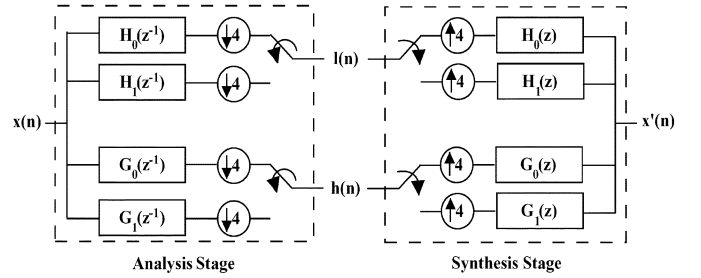 H₀(z⁻¹) ↓4 ↑4 H₀(z)
l(n)
H₁(z⁻¹) ↓4 ↑4 H₁(z)
x(n) x'(n)
G₀(z⁻¹) ↓4 ↑4 G₀(z)
h(n)
G₁(z⁻¹) ↓4 ↑4 G₁(z)
Analysis Stage Synthesis Stage